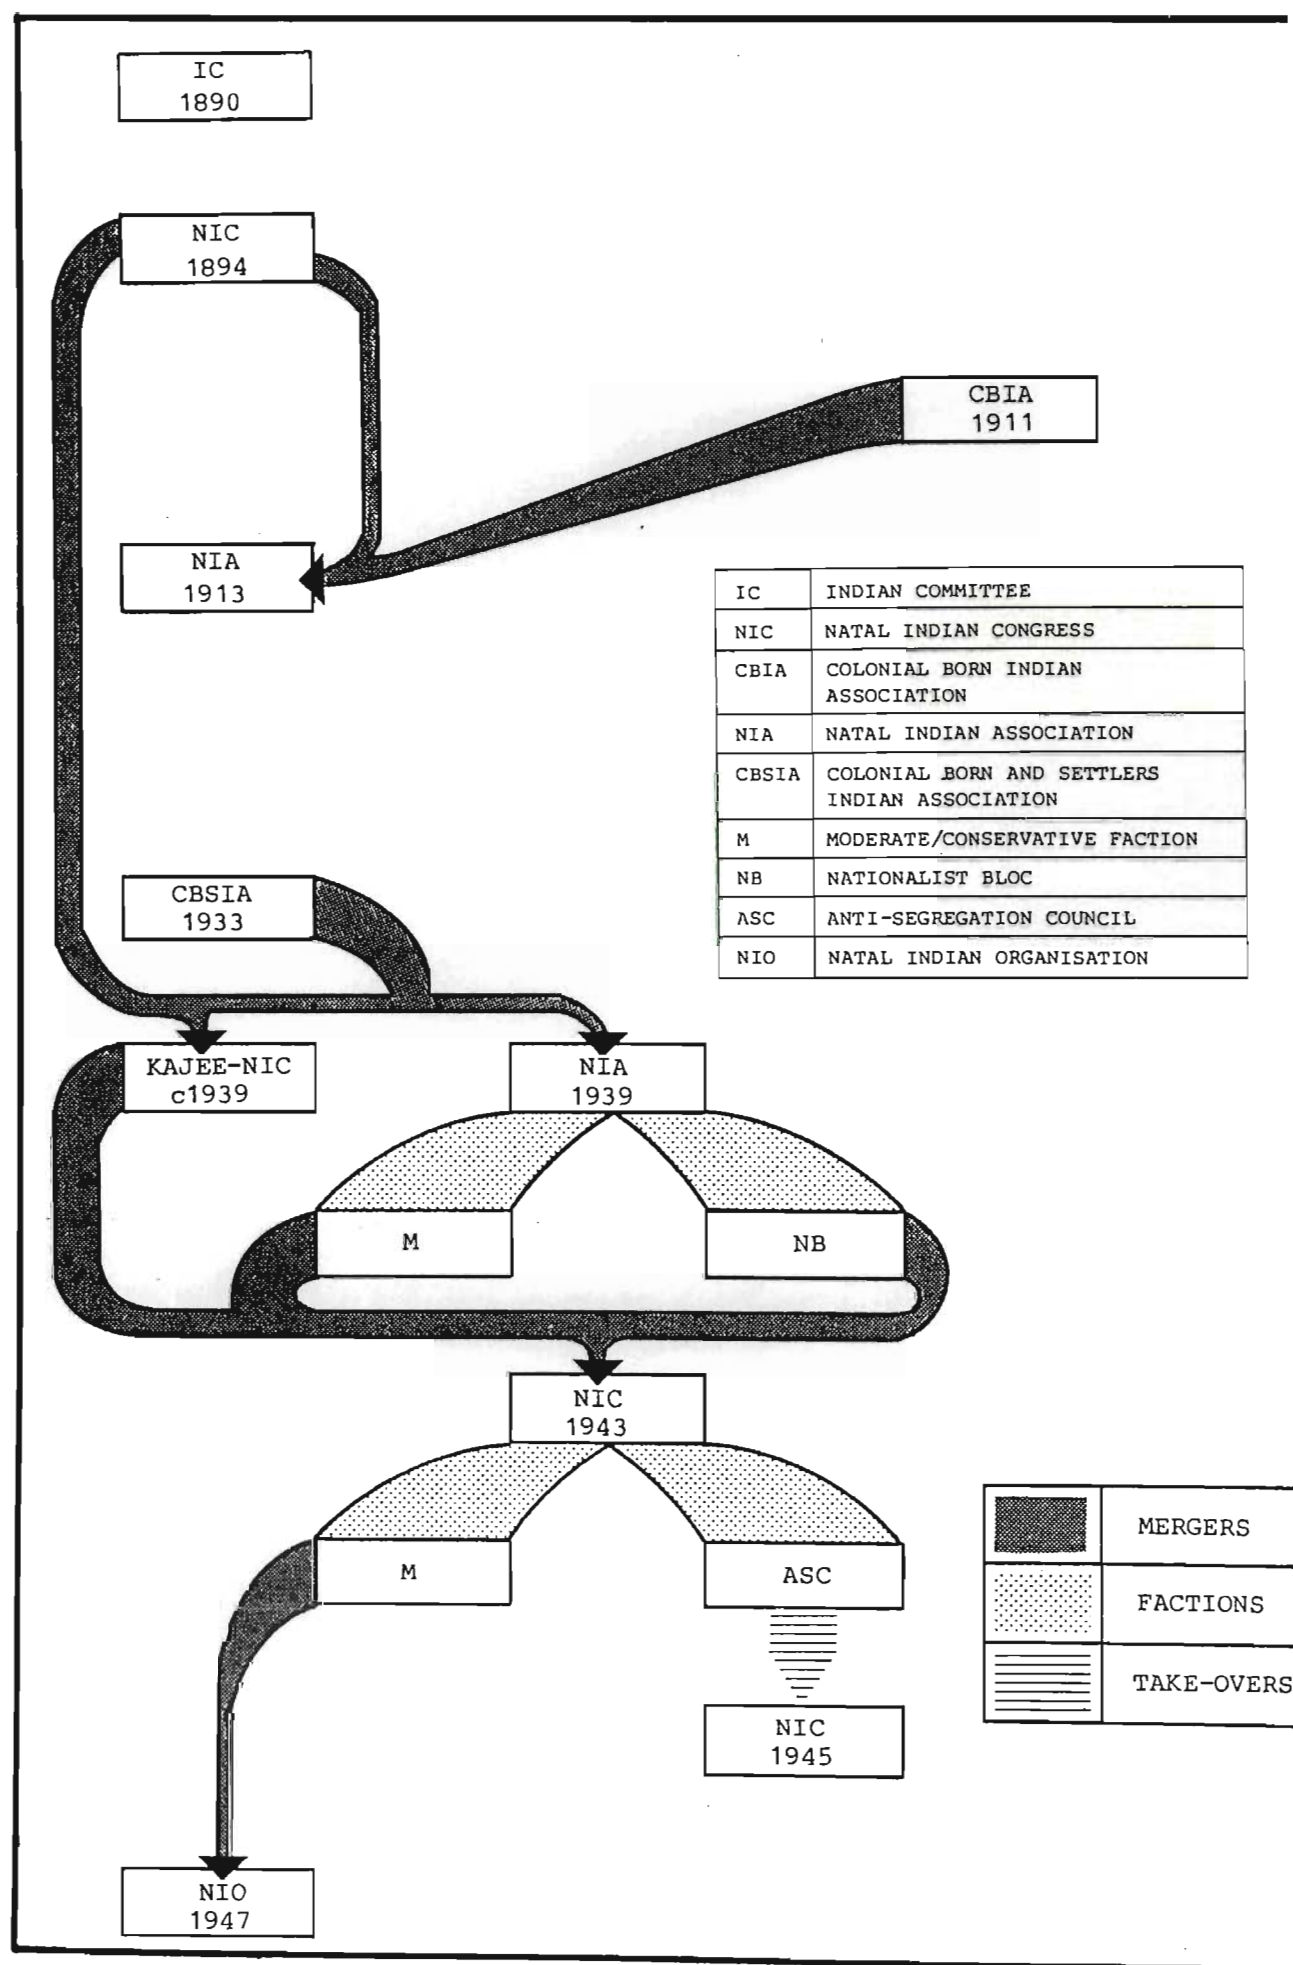 IC
1890
NIC
1894
CBIA
1911
NIA
1913
IC INDIAN COMMITTEE
NIC NATAL INDIAN CONGRESS
CBIA COLONIAL BORN INDIAN
ASSOCIATION
NIA NATAL INDIAN ASSOCIATION
CBSIA COLONIAL BORN AND SETTLERS
INDIAN ASSOCIATION
M MODERATE/CONSERVATIVE FACTION
NB NATIONALIST BLOC
ASC ANTI-SEGREGATION COUNCIL
NIO NATAL INDIAN ORGANISATION
CBSIA
1933
KAJEE-NIC
c1939
NIA
1939
M
NB
NIC
1943
M
ASC
MERGERS
FACTIONS
TAKE-OVERS
NIC
1945
NIO
1947